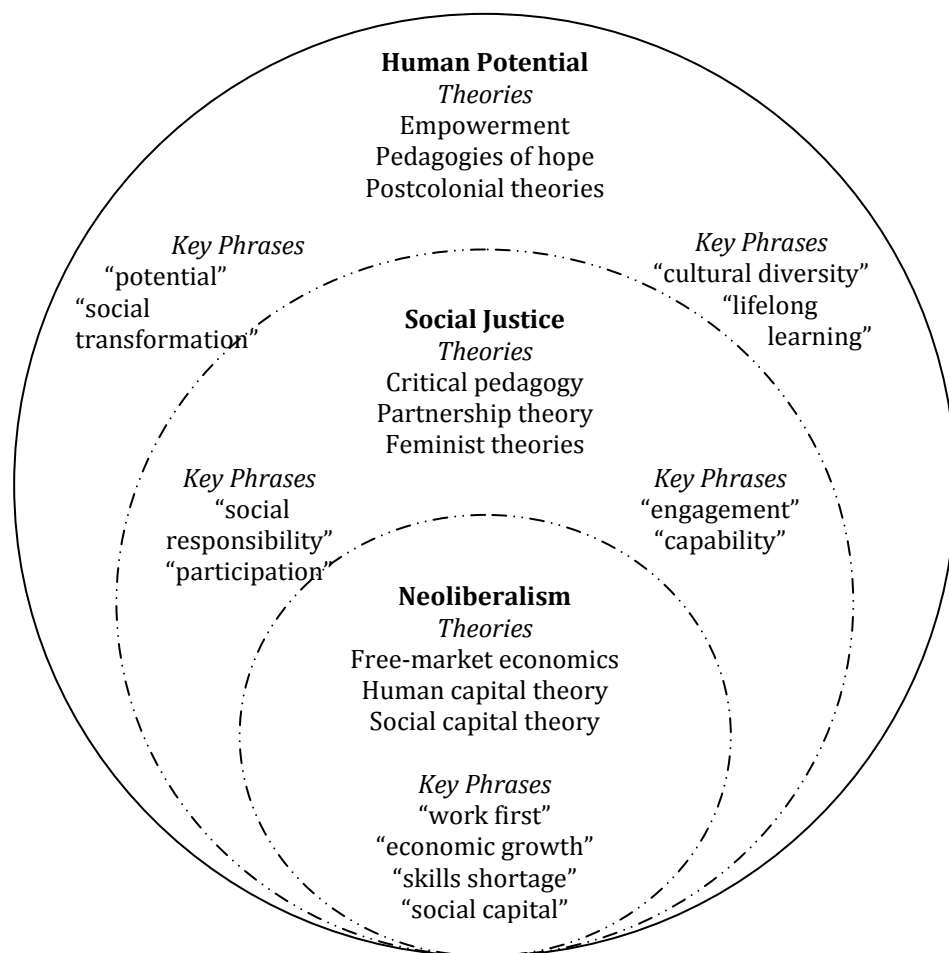 Human Potential
Theories
Empowerment
Pedagogies of hope
Postcolonial theories
Key Phrases
“potential”
“social
transformation”
Key Phrases
“cultural diversity”
“lifelong
learning”
Social Justice
Theories
Critical pedagogy
Partnership theory
Feminist theories
Key Phrases
“social
responsibility”
“participation”
Key Phrases
“engagement”
“capability”
Neoliberalism
Theories
Free-market economics
Human capital theory
Social capital theory
Key Phrases
“work first”
“economic growth”
“skills shortage”
“social capital”